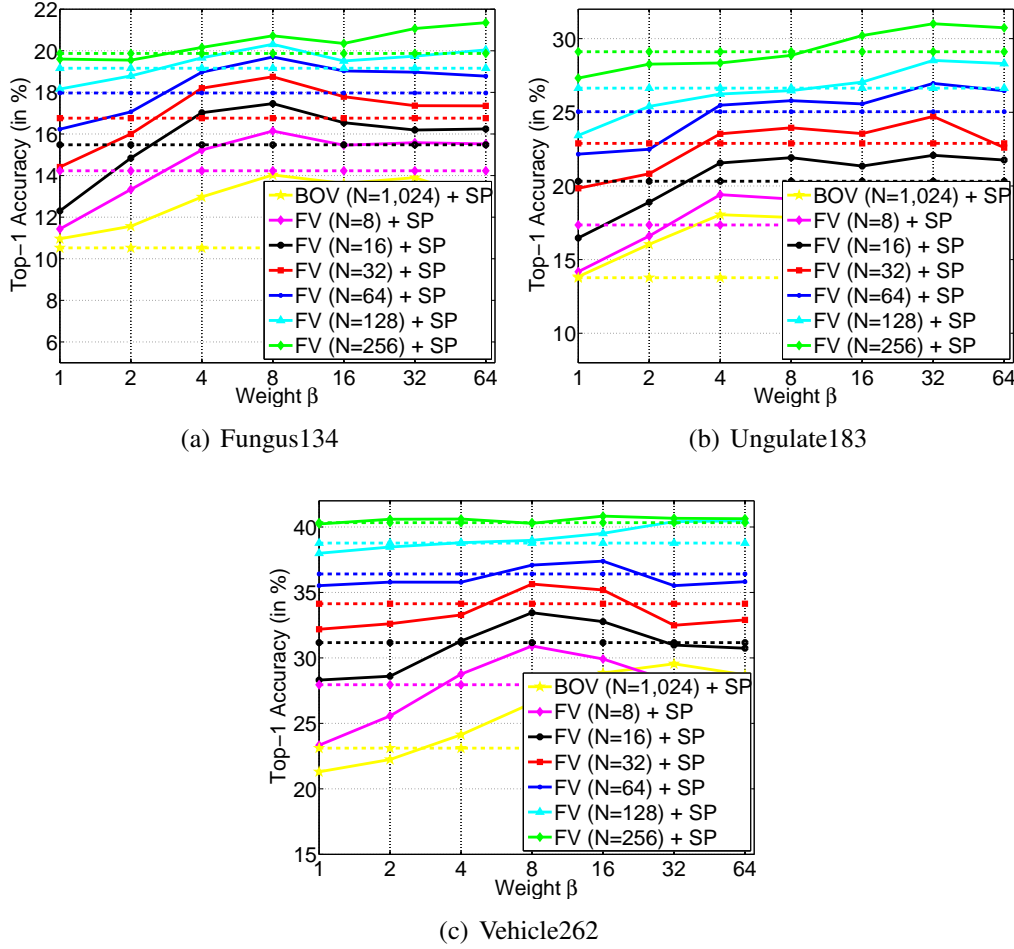 22
20
18
16
14
12
10
8
6
Top-1 Accuracy (in %)
BOV (N=1,024) + SP
FV (N=8) + SP
FV (N=16) + SP
FV (N=32) + SP
FV (N=64) + SP
FV (N=128) + SP
FV (N=256) + SP
1 2 4 8 16 32 64
Weight β
(a) Fungus134
30
25
20
15
10
Top-1 Accuracy (in %)
BOV (N=1,024) + SP
FV (N=8) + SP
FV (N=16) + SP
FV (N=32) + SP
FV (N=64) + SP
FV (N=128) + SP
FV (N=256) + SP
1 2 4 8 16 32 64
Weight β
(b) Ungulate183
40
35
30
25
20
15
Top-1 Accuracy (in %)
BOV (N=1,024) + SP
FV (N=8) + SP
FV (N=16) + SP
FV (N=32) + SP
FV (N=64) + SP
FV (N=128) + SP
FV (N=256) + SP
1 2 4 8 16 32 64
Weight β
(c) Vehicle262